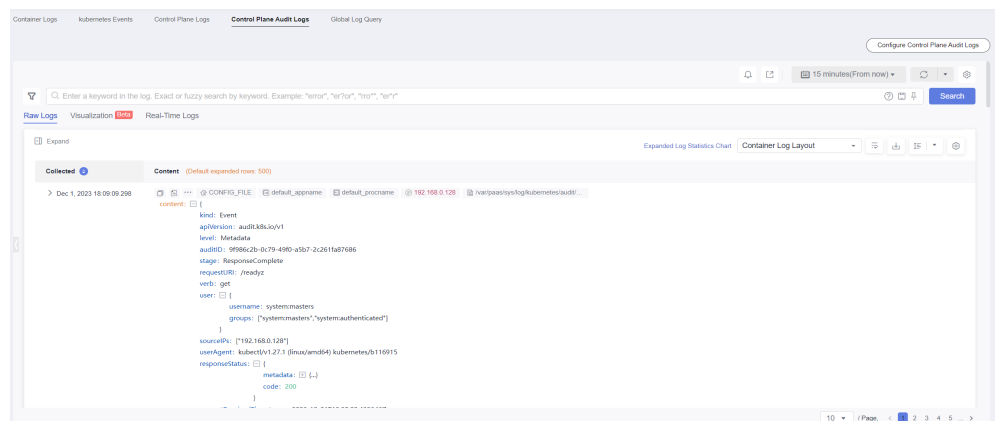 Container Logs kubernetes Events Control Plane Logs Control Plane Audit Logs Global Log Query
Configure Control Plane Audit Logs
15 minutes(From now)
Enter a keyword in the log. Exact or fuzzy search by keyword. Example: "error", "er?or", "rro*", "er*r" Search
Raw Logs Visualization Beta Real-Time Logs
Expand Expanded Log Statistics Chart Container Log Layout
Collected Content (Default expanded rows: 500)
Dec 1, 2023 18:09:09.298 CONFIG_FILE default_appname default_procname 192.168.0.128 /var/paas/sys/log/kubernetes/audit/...
content: {
kind: Event
apiVersion: audit.k8s.io/v1
level: Metadata
auditID: 9f986c2b-0c79-49f0-a5b7-2c261fa87686
stage: ResponseComplete
requestURI: /readyz
verb: get
user: {
username: system:masters
groups: ["system:masters","system:authenticated"]
}
sourceIPs: ["192.168.0.128"]
userAgent: kubectl/v1.27.1 (linux/amd64) kubernetes/b116915
responseStatus: {
metadata: {...}
code: 200
}
10 / Page, < 1 2 3 4 5 ... >